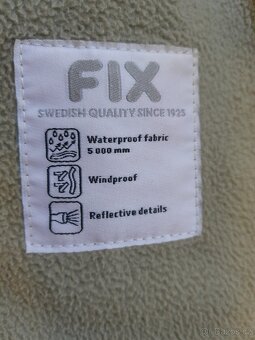 FIX
SWEDISH QUALITY SINCE 1925
Waterproof fabric
5 000 mm
Windproof
Reflective details